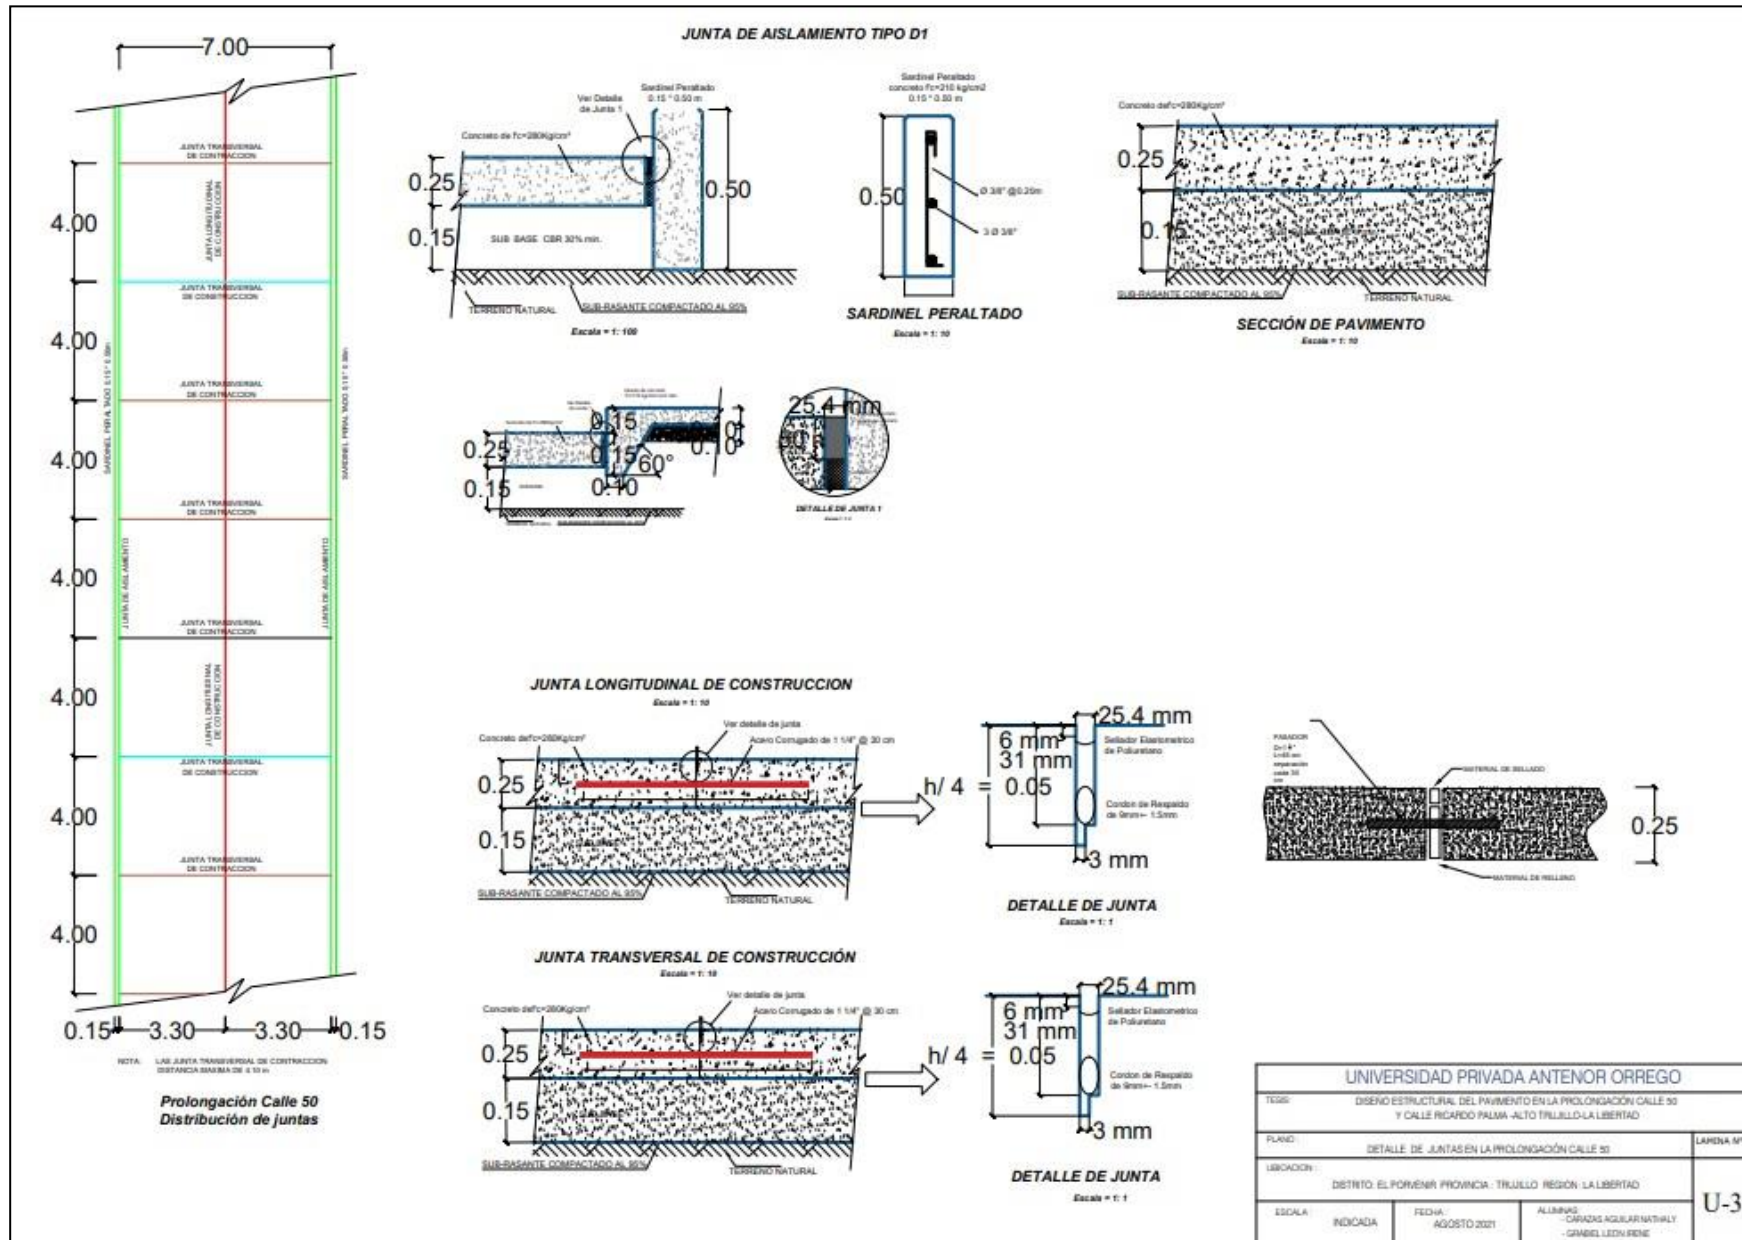 7.00
JUNTA TRANSVERSAL
DE CONTRACCION
JUNTA LONGITUDINAL
DE CONSTRUCCION
4.00
JUNTA TRANSVERSAL
DE CONSTRUCCION
4.00
SARDINEL PERALTADO 0.15 * 0.50m
SARDINEL PERALTADO 0.15 * 0.50m
JUNTA TRANSVERSAL
DE CONTRACCION
4.00
JUNTA TRANSVERSAL
DE CONTRACCION
4.00
JUNTA DE AISLAMIENTO
JUNTA DE AISLAMIENTO
JUNTA TRANSVERSAL
DE CONTRACCION
4.00
JUNTA LONGITUDINAL
DE CONSTRUCCION
JUNTA TRANSVERSAL
DE CONSTRUCCION
4.00
JUNTA TRANSVERSAL
DE CONTRACCION
4.00
0.15 3.30 3.30 0.15
NOTA: LAS JUNTA TRANSVERSAL DE CONTRACCION
DISTANCIA MAXIMA DE m
Prolongación Calle 50
Distribución de juntas
JUNTA DE AISLAMIENTO TIPO D1
Ver Detalle
de Junta 1
Sardinel Peraltado
0.15 * 0.50 m
Concreto de f'c=280Kg/cm²
0.25
0.50
0.15
SUB BASE CBR 30% min.
TERRENO NATURAL
SUB-RASANTE COMPACTADO AL 95%
Escala = 1: 100
Sardinel Peraltado
concreto f'c=210 kg/cm2
0.15 * 0.50 m
0.50
Ø 3/8" @0.25m
3 Ø 3/8"
SARDINEL PERALTADO
Escala = 1: 10
Concreto def'c=280Kg/cm²
0.25
0.15
SUB-RASANTE COMPACTADO AL 95%
TERRENO NATURAL
SECCIÓN DE PAVIMENTO
Escala = 1: 10
0.15
0.25
0.15
60°
0.10
0.10
0.15
25.4 mm
DETALLE DE JUNTA 1
JUNTA LONGITUDINAL DE CONSTRUCCION
Escala = 1: 10
Ver detalle de junta
Concreto def'c=280Kg/cm²
Acero Corrugado de 1 1/4" @ 30 cm
0.25
0.15
SUB-RASANTE COMPACTADO AL 95%
TERRENO NATURAL
25.4 mm
6 mm
31 mm
h/ 4 = 0.05
Sellador Elastometrico
de Poliuretano
Cordon de Respaldo
de 9mm+- 1.5mm
3 mm
DETALLE DE JUNTA
Escala = 1: 1
PASADOR
separación
MATERIAL DE SELLADO
0.25
MATERIAL DE RELLENO
JUNTA TRANSVERSAL DE CONSTRUCCIÓN
Escala = 1: 10
Ver detalle de junta
Concreto def'c=280Kg/cm²
Acero Corrugado de 1 1/4" @ 30 cm
0.25
0.15
SUB-RASANTE COMPACTADO AL 95%
TERRENO NATURAL
25.4 mm
6 mm
31 mm
h/ 4 = 0.05
Sellador Elastometrico
de Poliuretano
Cordon de Respaldo
de 9mm+- 1.5mm
3 mm
DETALLE DE JUNTA
Escala = 1: 1
UNIVERSIDAD PRIVADA ANTENOR ORREGO
TESIS: DISEÑO ESTRUCTURAL DEL PAVIMENTO EN LA PROLONGACIÓN CALLE 50
Y CALLE RICARDO PALMA -ALTO TRUJILLO-LA LIBERTAD
PLANO: DETALLE DE JUNTAS EN LA PROLONGACIÓN CALLE 50
LAMINA Nº
UBICACION: DISTRITO: EL PORVENIR PROVINCIA : TRUJILLO REGION : LA LIBERTAD
U-3
ESCALA INDICADA
FECHA: AGOSTO 2021
ALUMNAS:
- CARAZAS AGUILAR NATHALY
- GRABIEL LEON IRENE